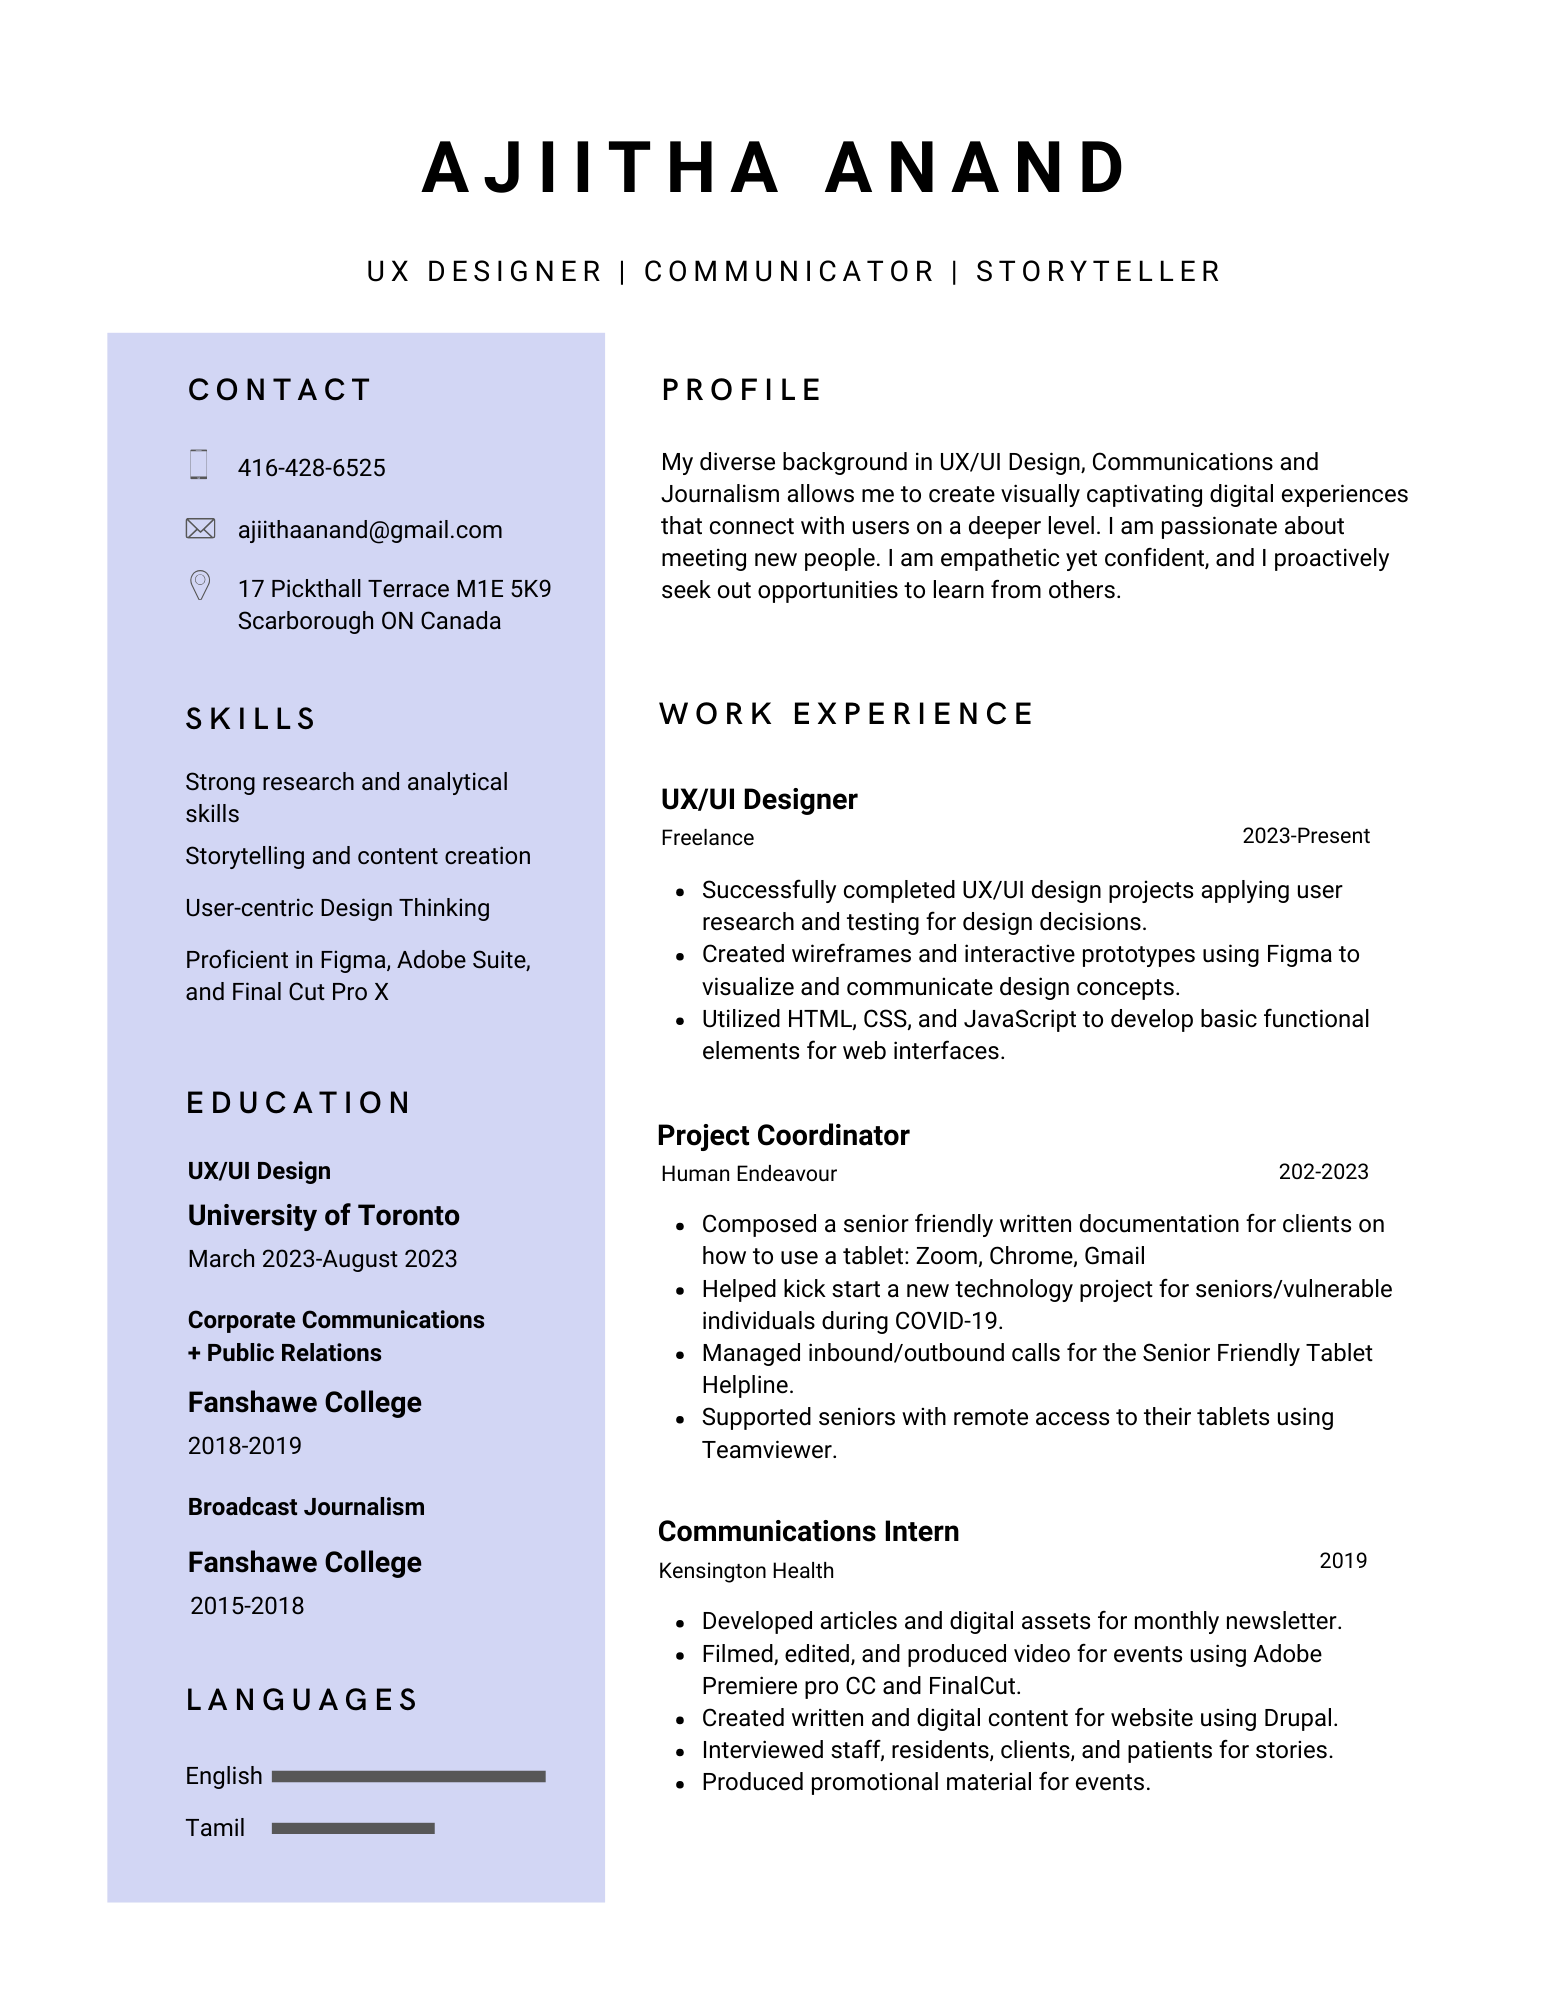 AJIITHA ANAND
UX DESIGNER | COMMUNICATOR | STORYTELLER
CONTACT
416-428-6525
ajiithaanand@gmail.com
17 Pickthall Terrace M1E 5K9
Scarborough ON Canada
SKILLS
Strong research and analytical
skills
Storytelling and content creation
User-centric Design Thinking
Proficient in Figma, Adobe Suite,
and Final Cut Pro X
EDUCATION
UX/UI Design
University of Toronto
March 2023-August 2023
Corporate Communications
+ Public Relations
Fanshawe College
2018-2019
Broadcast Journalism
Fanshawe College
2015-2018
LANGUAGES
English
Tamil
PROFILE
My diverse background in UX/UI Design, Communications and
Journalism allows me to create visually captivating digital experiences
that connect with users on a deeper level. I am passionate about
meeting new people. I am empathetic yet confident, and I proactively
seek out opportunities to learn from others.
WORK EXPERIENCE
UX/UI Designer
Freelance 2023-Present
• Successfully completed UX/UI design projects applying user
research and testing for design decisions.
• Created wireframes and interactive prototypes using Figma to
visualize and communicate design concepts.
• Utilized HTML, CSS, and JavaScript to develop basic functional
elements for web interfaces.
Project Coordinator
Human Endeavour 202-2023
• Composed a senior friendly written documentation for clients on
how to use a tablet: Zoom, Chrome, Gmail
• Helped kick start a new technology project for seniors/vulnerable
individuals during COVID-19.
• Managed inbound/outbound calls for the Senior Friendly Tablet
Helpline.
• Supported seniors with remote access to their tablets using
Teamviewer.
Communications Intern
Kensington Health 2019
• Developed articles and digital assets for monthly newsletter.
• Filmed, edited, and produced video for events using Adobe
Premiere pro CC and FinalCut.
• Created written and digital content for website using Drupal.
• Interviewed staff, residents, clients, and patients for stories.
• Produced promotional material for events.